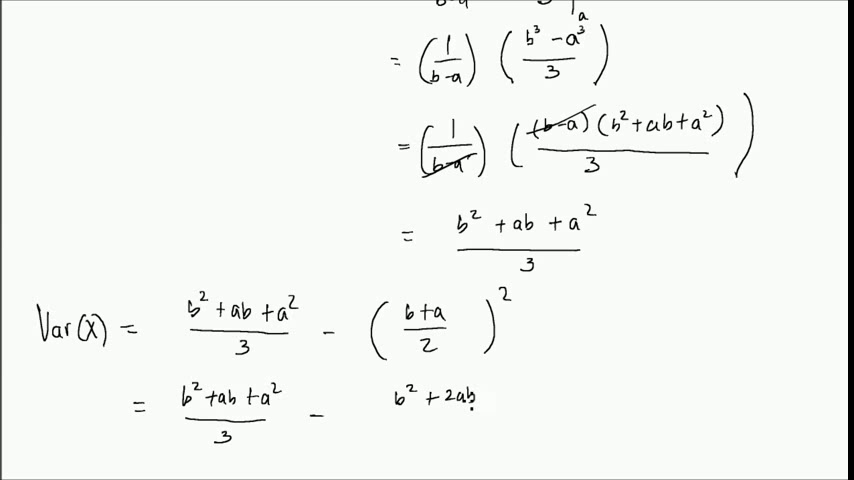 a
= (1/(b-a)) ((b³ - a³)/3)
= (1/(b-a)) ((b-a)(b² + ab + a²)/3)
= (b² + ab + a²)/3
Var(X) = (b² + ab + a²)/3 - ((b+a)/2)²
= (b² + ab + a²)/3 - b² + 2ab